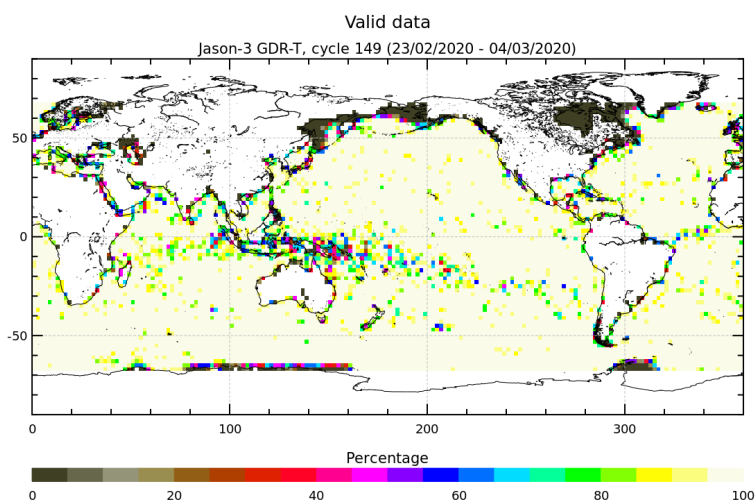 Valid data
Jason-3 GDR-T, cycle 149 (23/02/2020 - 04/03/2020)
50
0
-50
0 100 200 300
Percentage
0 20 40 60 80 100